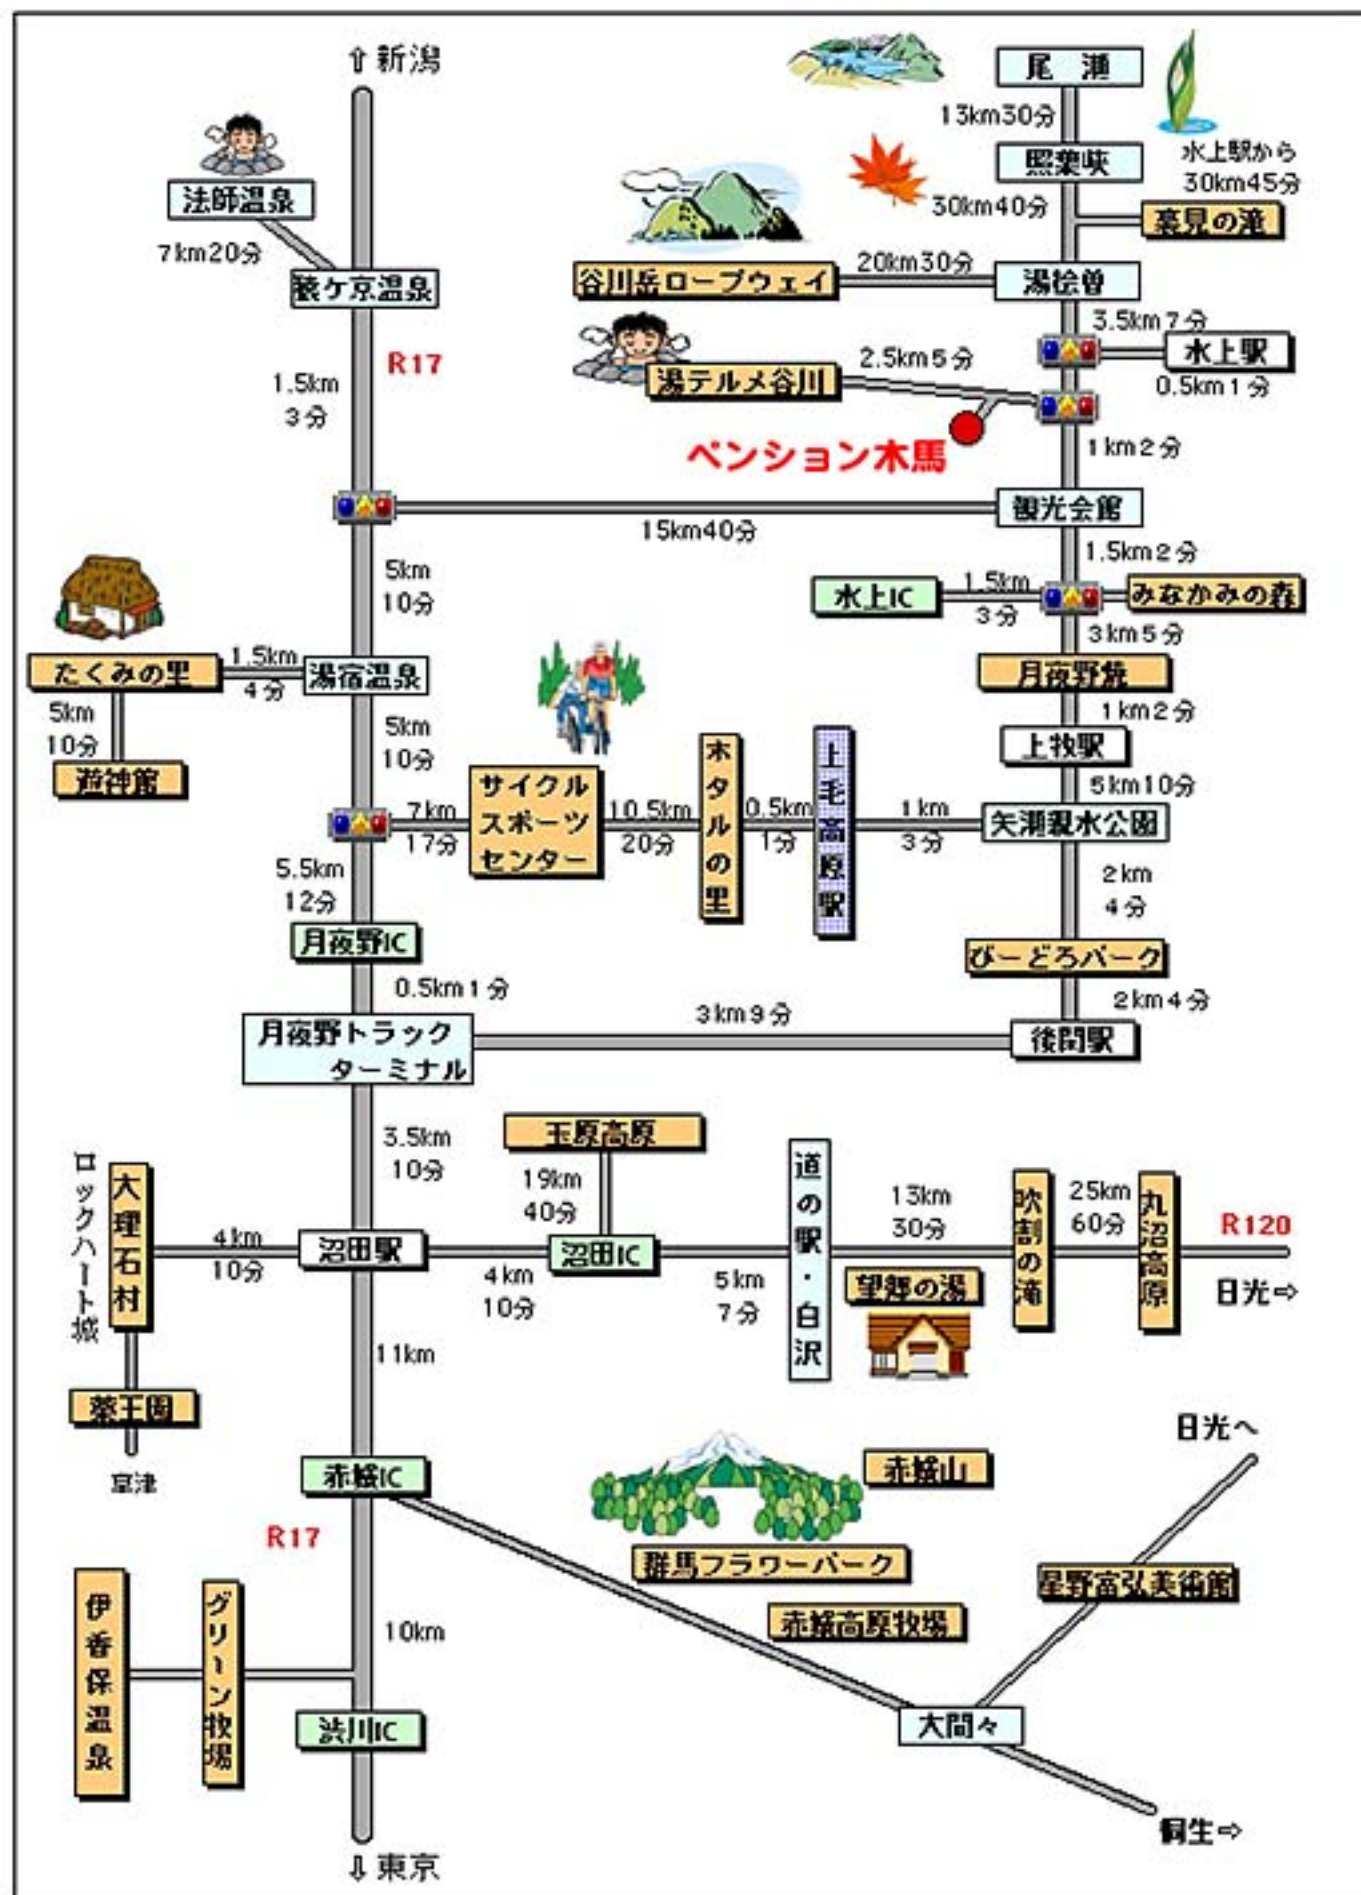 ⇧新潟
尾瀬
13km30分
照葉峡
水上駅から
30km45分
30km40分
裏見の滝
法師温泉
7km20分
猿ケ京温泉
谷川岳ロープウェイ
20km30分
湯桧曽
3.5km7分
水上駅
0.5km1分
R17
1.5km
3分
湯テルメ谷川
2.5km5分
ペンション木馬
1km2分
15km40分
観光会館
1.5km2分
5km
10分
水上IC
1.5km
3分
みなかみの森
3km5分
たくみの里
1.5km
4分
湯宿温泉
月夜野焼
1km2分
5km
10分
遊神館
5km
10分
上牧駅
5km10分
7km
17分
サイクル
スポーツ
センター
10.5km
20分
ホタルの里
0.5km
1分
上毛高原駅
1km
3分
矢瀬親水公園
5.5km
12分
2km
4分
月夜野IC
びーどろパーク
0.5km1分
2km4分
月夜野トラック
ターミナル
3km9分
後閑駅
3.5km
10分
玉原高原
19km
40分
ロックハート城
大理石村
4km
10分
沼田駅
4km
10分
沼田IC
5km
7分
道の駅・白沢
13km
30分
望郷の湯
吹割の滝
25km
60分
丸沼高原
R120
日光⇨
11km
薬王園
草津
赤城IC
赤城山
日光へ
R17
群馬フラワーパーク
星野富弘美術館
赤城高原牧場
伊香保温泉
グリーン牧場
10km
渋川IC
大間々
桐生⇨
⇩東京